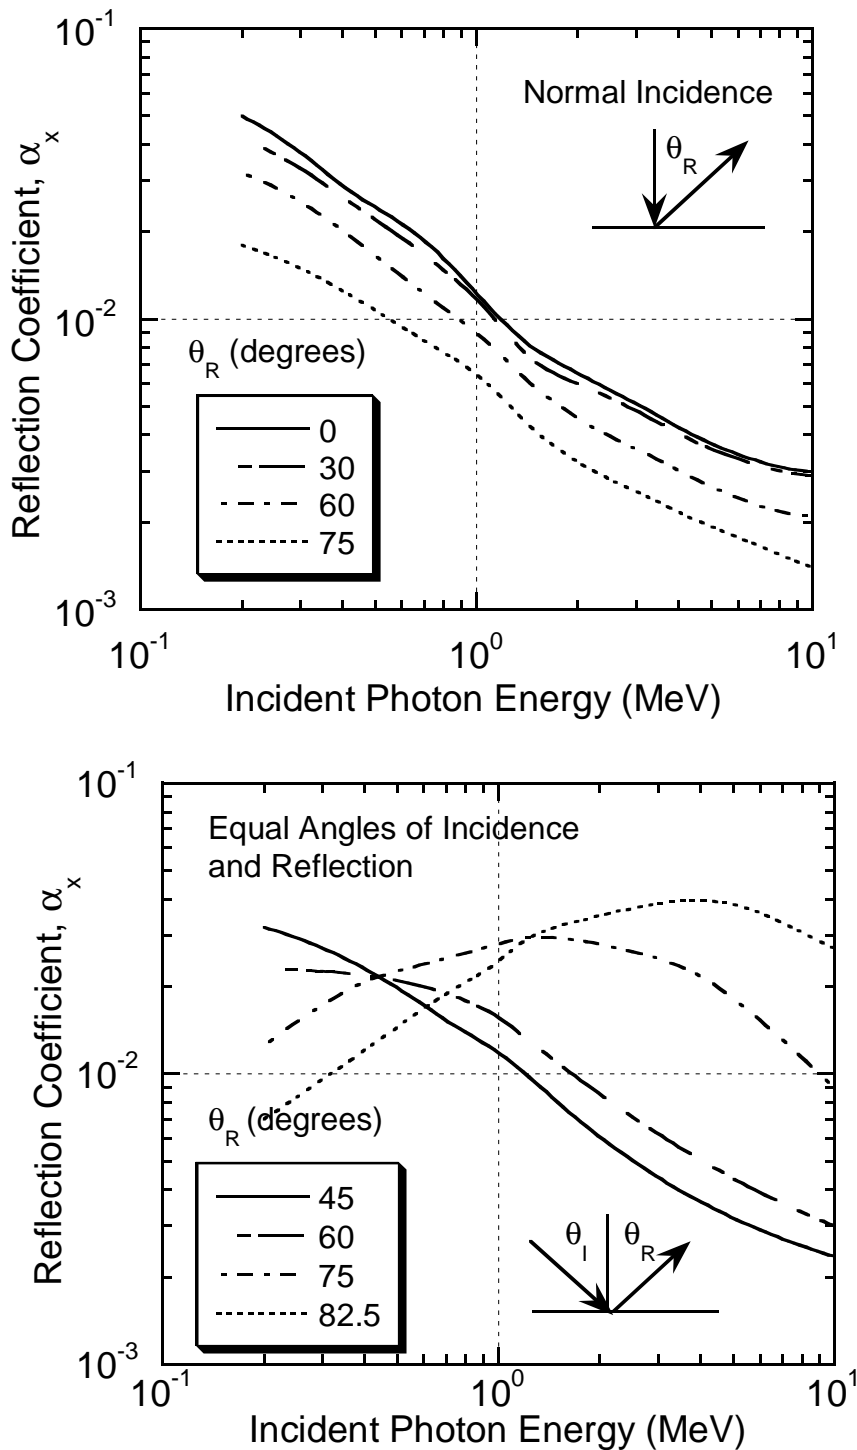 10^-1
10^-2
10^-3
Reflection Coefficient, α_x
Normal Incidence
θ_R
θ_R (degrees)
0
30
60
75
10^-1
10^0
10^1
Incident Photon Energy (MeV)
10^-1
10^-2
10^-3
Reflection Coefficient, α_x
Equal Angles of Incidence
and Reflection
θ_R (degrees)
45
60
75
82.5
θ_I
θ_R
10^-1
10^0
10^1
Incident Photon Energy (MeV)